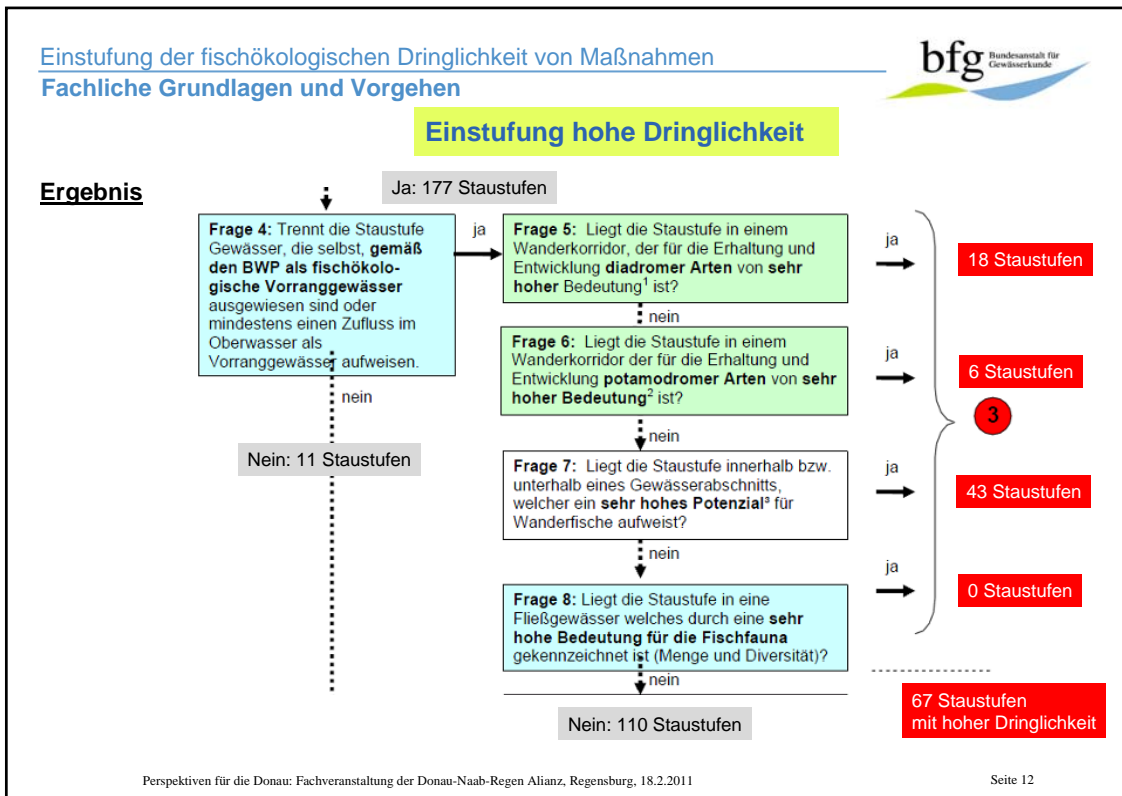 Einstufung der fischökologischen Dringlichkeit von Maßnahmen
Fachliche Grundlagen und Vorgehen
bfg Bundesanstalt für
Gewässerkunde
Einstufung hohe Dringlichkeit
Ergebnis
Ja: 177 Staustufen
Frage 4: Trennt die Staustufe
Gewässer, die selbst, gemäß
den BWP als fischökolo-
gische Vorranggewässer
ausgewiesen sind oder
mindestens einen Zufluss im
Oberwasser als
Vorranggewässer aufweisen.
ja
nein
Nein: 11 Staustufen
Frage 5: Liegt die Staustufe in einem
Wanderkorridor, der für die Erhaltung und
Entwicklung diadromer Arten von sehr
hoher Bedeutung¹ ist?
ja
18 Staustufen
nein
Frage 6: Liegt die Staustufe in einem
Wanderkorridor der für die Erhaltung und
Entwicklung potamodromer Arten von sehr
hoher Bedeutung² ist?
ja
6 Staustufen
3
nein
Frage 7: Liegt die Staustufe innerhalb bzw.
unterhalb eines Gewässerabschnitts,
welcher ein sehr hohes Potenzial³ für
Wanderfische aufweist?
ja
43 Staustufen
nein
Frage 8: Liegt die Staustufe in eine
Fließgewässer welches durch eine sehr
hohe Bedeutung für die Fischfauna
gekennzeichnet ist (Menge und Diversität)?
ja
0 Staustufen
nein
Nein: 110 Staustufen
67 Staustufen
mit hoher Dringlichkeit
Perspektiven für die Donau: Fachveranstaltung der Donau-Naab-Regen Alianz, Regensburg, 18.2.2011
Seite 12